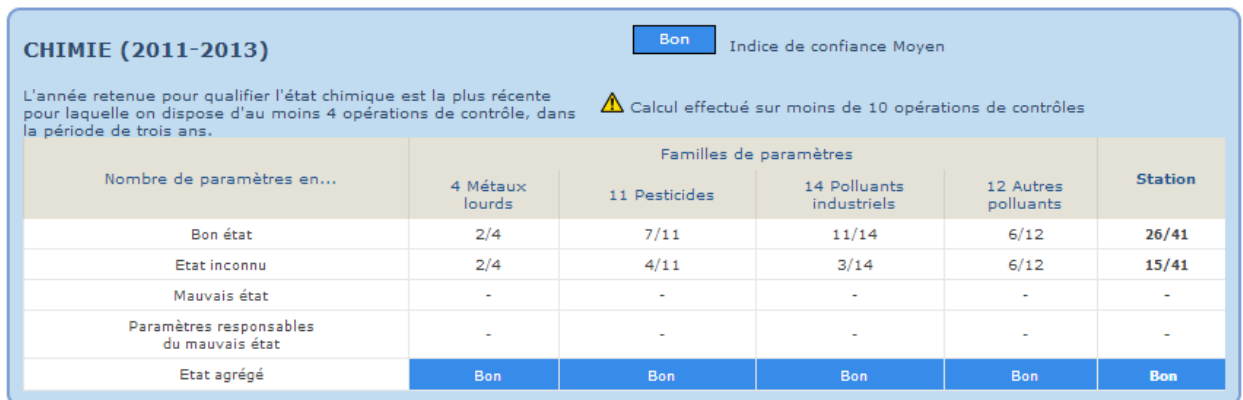 CHIMIE (2011-2013)
Bon
Indice de confiance Moyen
L'année retenue pour qualifier l'état chimique est la plus récente
pour laquelle on dispose d'au moins 4 opérations de contrôle, dans
la période de trois ans.
Calcul effectué sur moins de 10 opérations de contrôles
Nombre de paramètres en...
Familles de paramètres
Station
4 Métaux
lourds
11 Pesticides
14 Polluants
industriels
12 Autres
polluants
Bon état 2/4 7/11 11/14 6/12 26/41
Etat inconnu 2/4 4/11 3/14 6/12 15/41
Mauvais état - - - - -
Paramètres responsables
du mauvais état - - - - -
Etat agrégé Bon Bon Bon Bon Bon